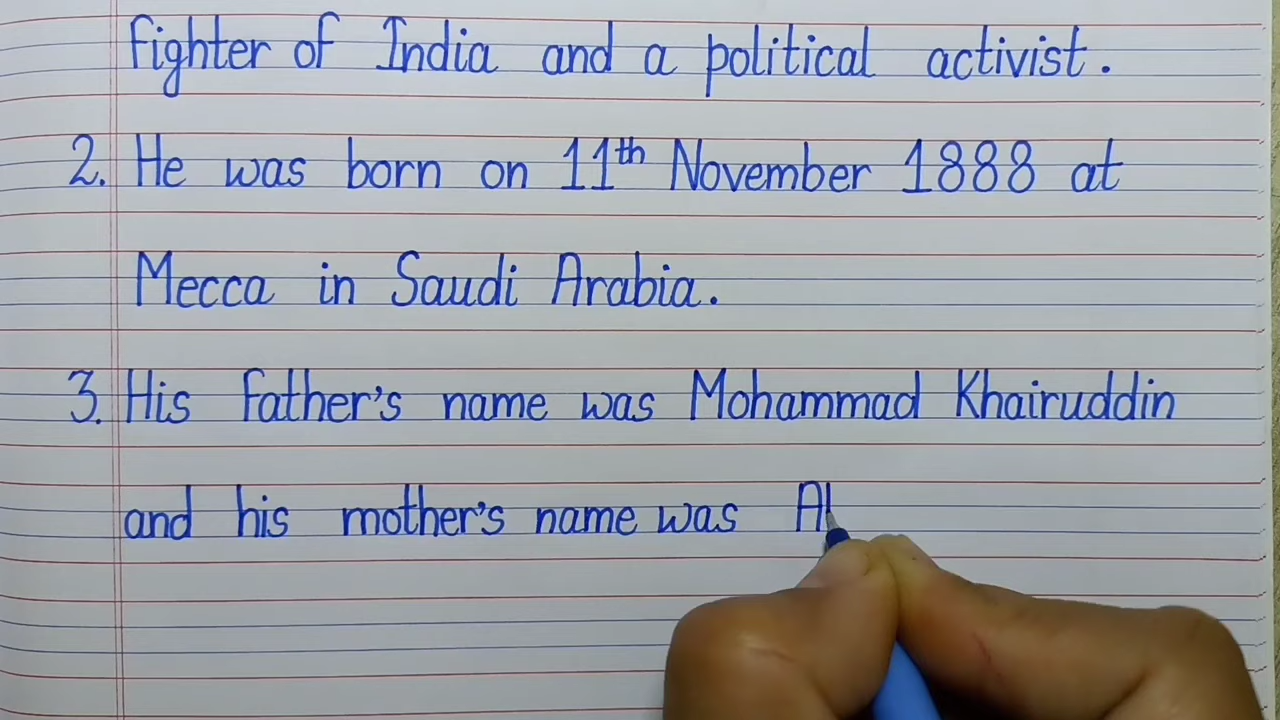 fighter of India and a political activist.
2. He was born on 11th November 1888 at
Mecca in Saudi Arabia.
3. His father's name was Mohammad Khairuddin
and his mother's name was